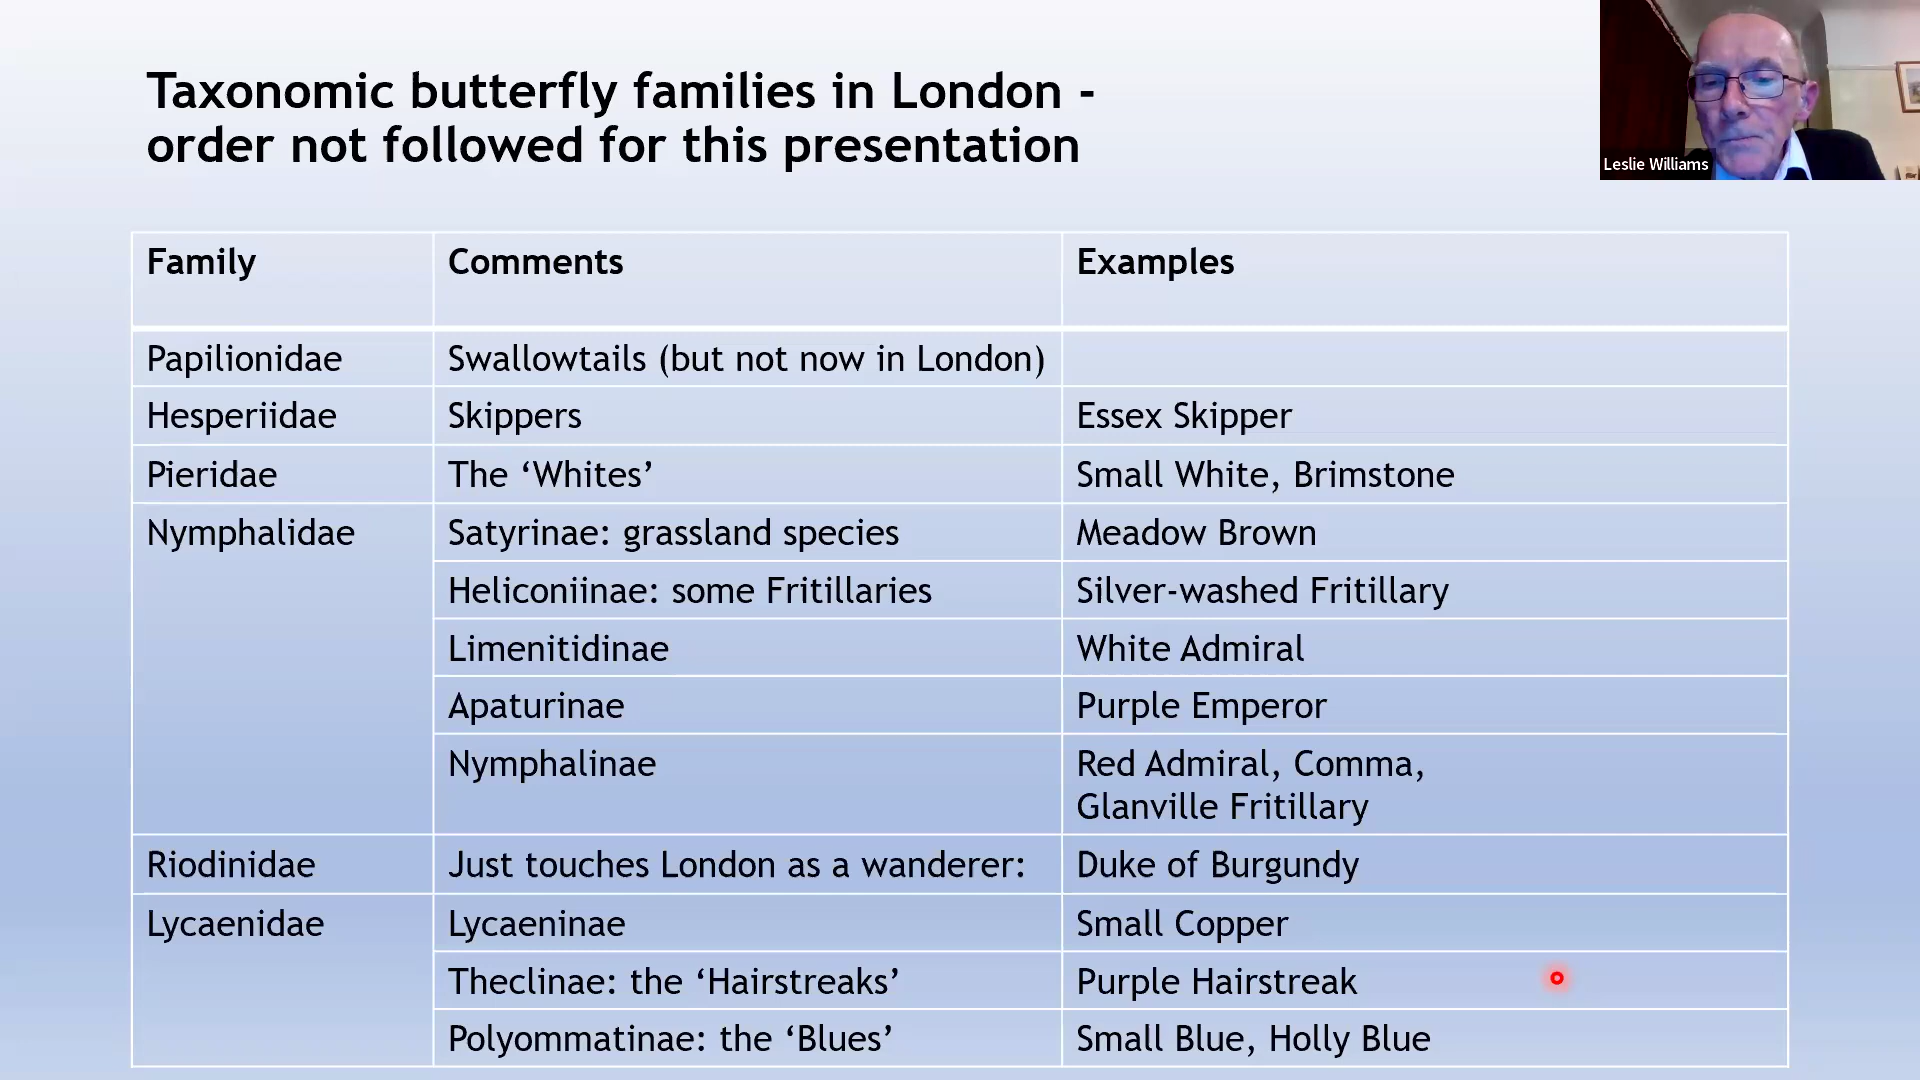 Taxonomic butterfly families in London -
order not followed for this presentation
Leslie Williams
Family Comments Examples
Papilionidae Swallowtails (but not now in London)
Hesperiidae Skippers Essex Skipper
Pieridae The ‘Whites’ Small White, Brimstone
Nymphalidae Satyrinae: grassland species Meadow Brown
Heliconiinae: some Fritillaries Silver-washed Fritillary
Limenitidinae White Admiral
Apaturinae Purple Emperor
Nymphalinae Red Admiral, Comma,
Glanville Fritillary
Riodinidae Just touches London as a wanderer: Duke of Burgundy
Lycaenidae Lycaeninae Small Copper
Theclinae: the ‘Hairstreaks’ Purple Hairstreak
Polyommatinae: the ‘Blues’ Small Blue, Holly Blue